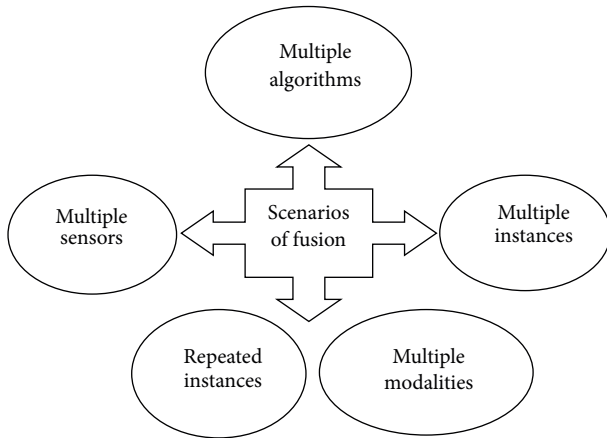 Multiple
algorithms
Multiple
sensors
Scenarios
of fusion
Multiple
instances
Repeated
instances
Multiple
modalities